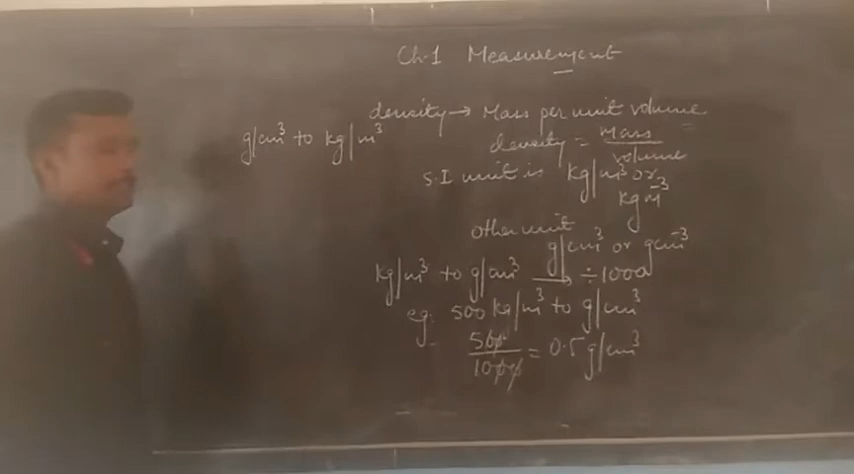 Ch-1 Measurement
density → Mass per unit volume
g/cm³ to kg/m³
density = mass/volume
S.I unit is kg/m³ or
kgm⁻³
other unit
g/cm³ or gcm⁻³
kg/m³ to g/cm³ → ÷1000
eg. 500 kg/m³ to g/cm³
500/1000 = 0.5 g/cm³